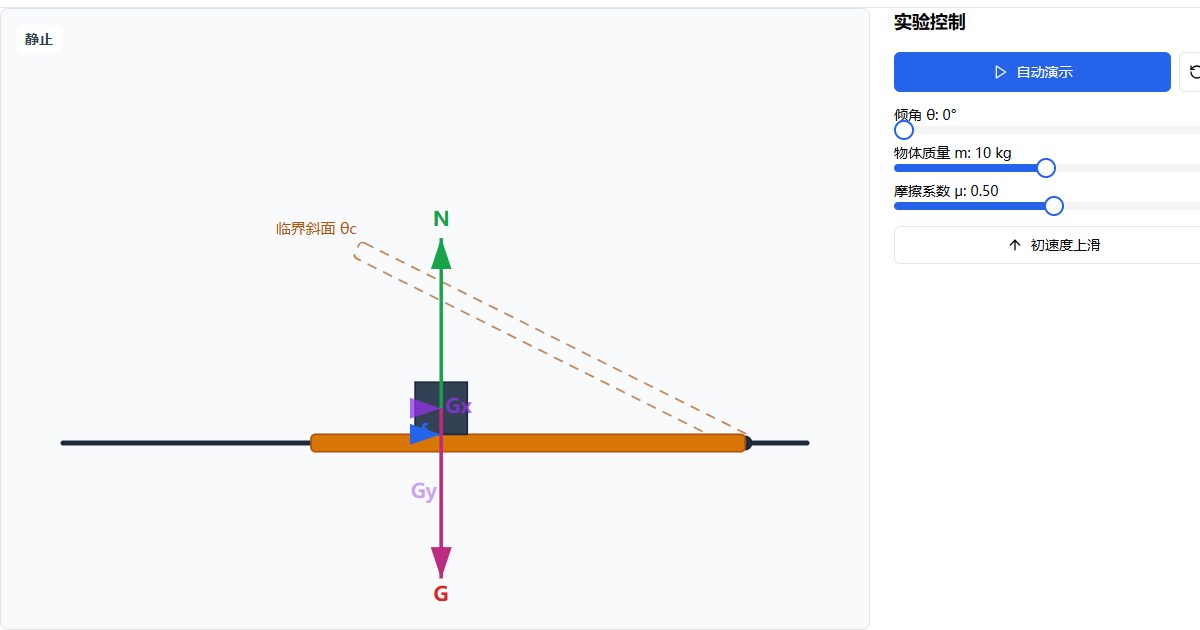 静止
实验控制
自动演示
倾角 θ: 0°
物体质量 m: 10 kg
摩擦系数 μ: 0.50
初速度上滑
临界斜面 θc
N
Gx
f
Gy
G